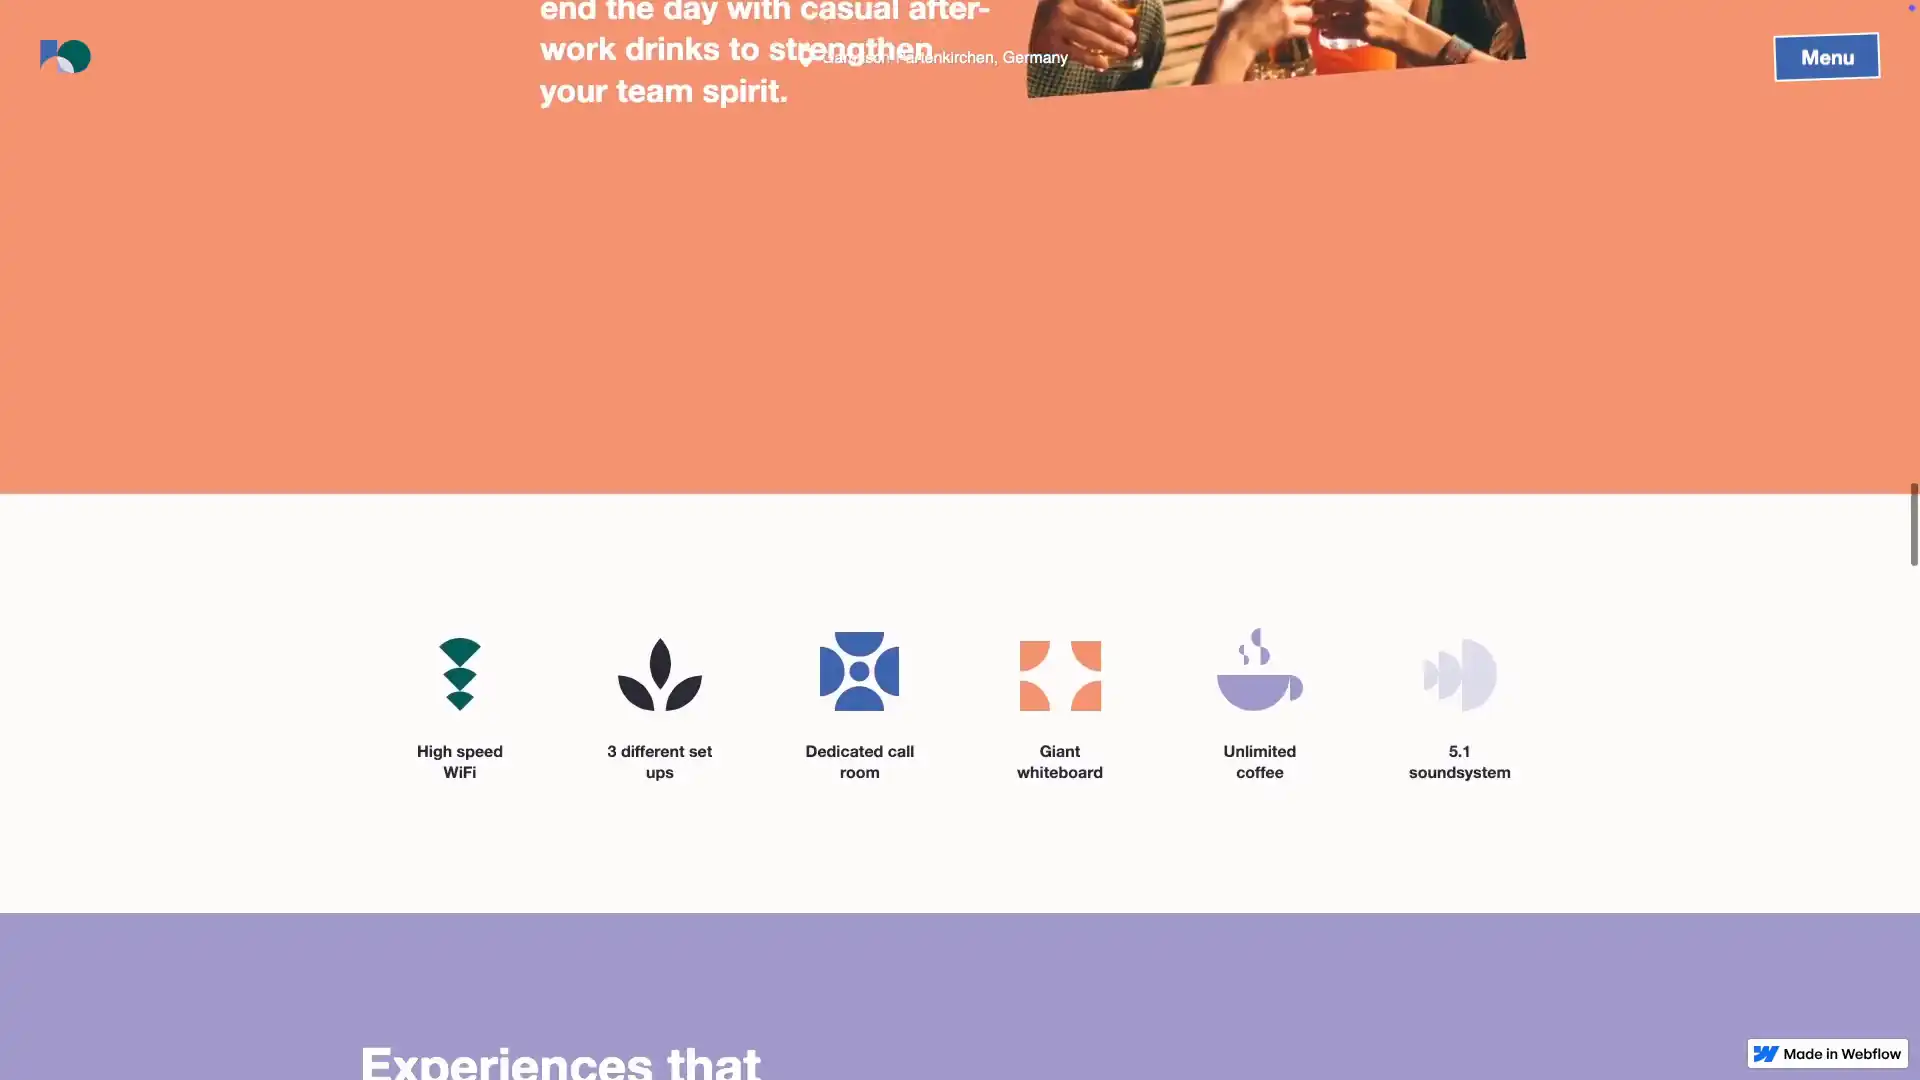 end the day with casual after-
work drinks to strengthen
Garmisch-Partenkirchen, Germany
your team spirit.
Menu
High speed
WiFi
3 different set
ups
Dedicated call
room
Giant
whiteboard
Unlimited
coffee
5.1
soundsystem
Experiences that
Made in Webflow